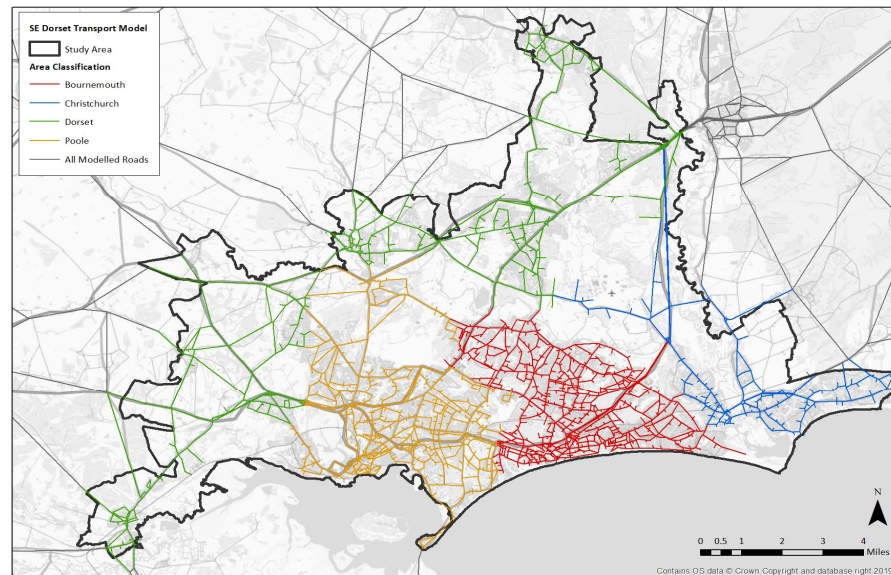 SE Dorset Transport Model
Study Area
Area Classification
Bournemouth
Christchurch
Dorset
Poole
All Modelled Roads
N
0 0.5 1 2 3 4
Miles
Contains OS data © Crown Copyright and database right 2019